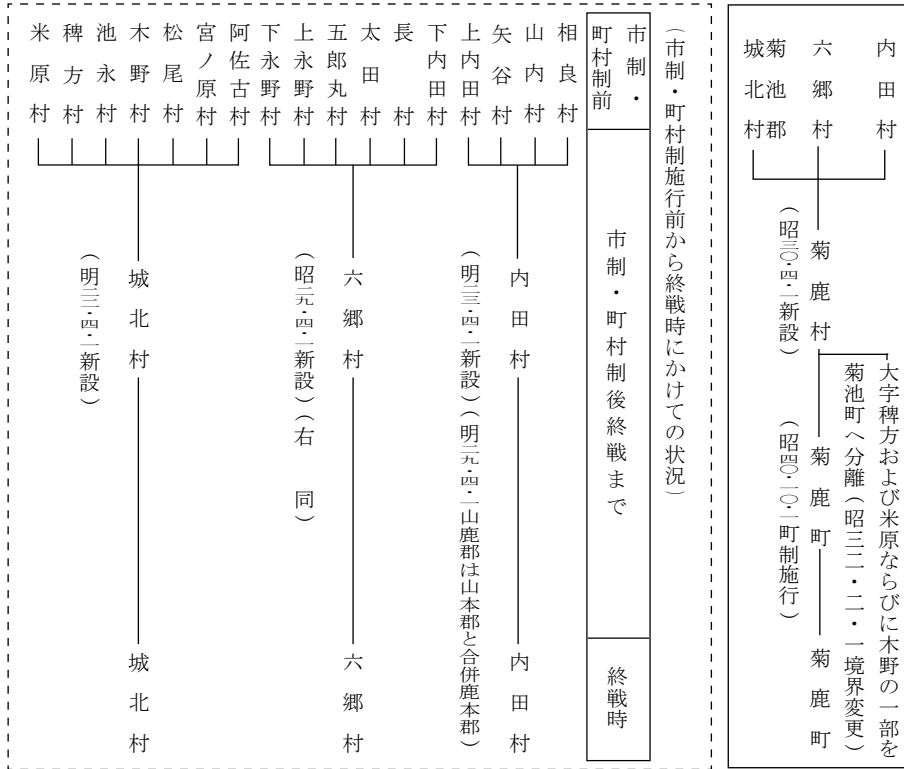 内田村
六郷村
菊池郡
城北村
菊鹿村
(昭三〇・四・一新設)
大字稗方および米原ならびに木野の一部を
菊池町へ分離(昭三二・二・一境界変更)
菊鹿町
(昭四〇・一〇・一町制施行)
菊鹿町
(市制・町村制施行前から終戦時にかけての状況)
市制・
町村制前
市制・町村制後終戦まで
終戦時
相良村
山内村
矢谷村
上内田村
内田村
(明二三・四・一新設)(明二九・四・一山鹿郡は山本郡と合併鹿本郡)
内田村
下内田村
長村
太田村
五郎丸村
上永野村
下永野村
六郷村
(昭二九・四・一新設)(右同)
六郷村
阿佐古村
宮ノ原村
松尾村
木野村
池永村
稗方村
米原村
城北村
(明二三・四・一新設)
城北村